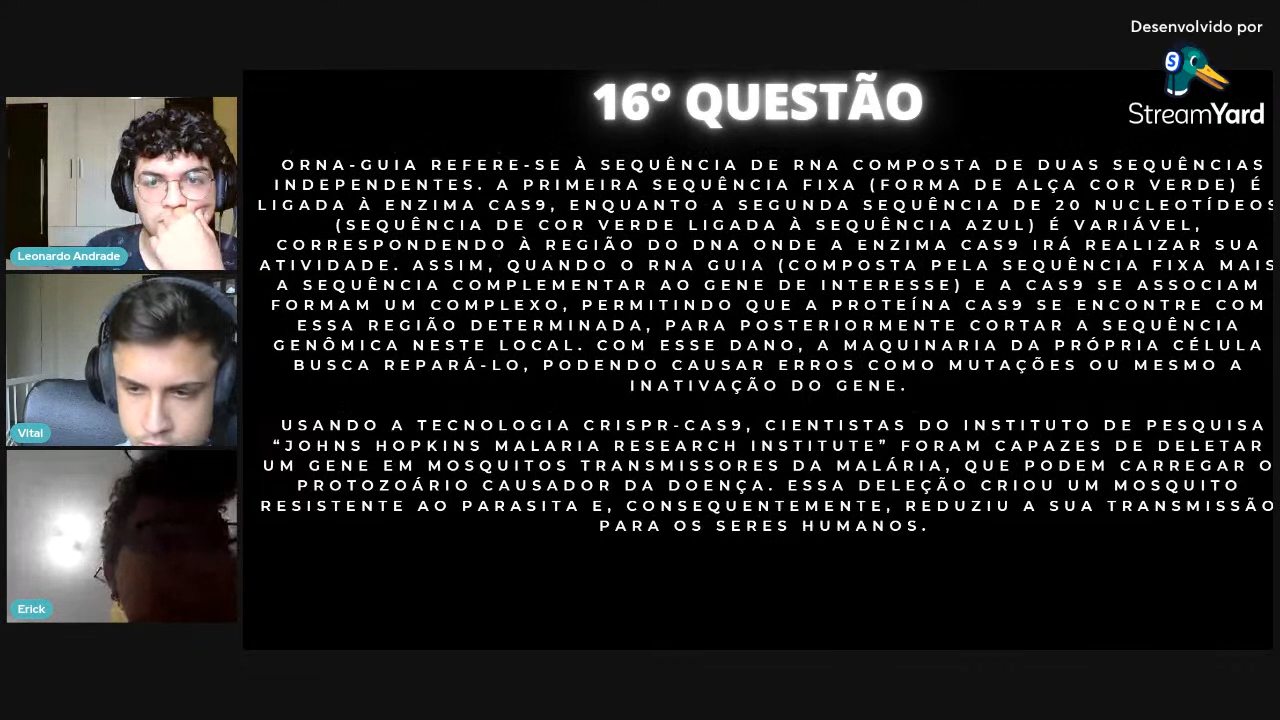 Desenvolvido por
StreamYard
16° QUESTÃO
ORNA-GUIA REFERE-SE À SEQUÊNCIA DE RNA COMPOSTA DE DUAS SEQUÊNCIAS
INDEPENDENTES. A PRIMEIRA SEQUÊNCIA FIXA (FORMA DE ALÇA COR VERDE) É
LIGADA À ENZIMA CAS9, ENQUANTO A SEGUNDA SEQUÊNCIA DE 20 NUCLEOTÍDEOS
(SEQUÊNCIA DE COR VERDE LIGADA À SEQUÊNCIA AZUL) É VARIÁVEL,
CORRESPONDENDO À REGIÃO DO DNA ONDE A ENZIMA CAS9 IRÁ REALIZAR SUA
ATIVIDADE. ASSIM, QUANDO O RNA GUIA (COMPOSTA PELA SEQUÊNCIA FIXA MAIS
A SEQUÊNCIA COMPLEMENTAR AO GENE DE INTERESSE) E A CAS9 SE ASSOCIAM
FORMAM UM COMPLEXO, PERMITINDO QUE A PROTEÍNA CAS9 SE ENCONTRE COM
ESSA REGIÃO DETERMINADA, PARA POSTERIORMENTE CORTAR A SEQUÊNCIA
GENÔMICA NESTE LOCAL. COM ESSE DANO, A MAQUINARIA DA PRÓPRIA CÉLULA
BUSCA REPARÁ-LO, PODENDO CAUSAR ERROS COMO MUTAÇÕES OU MESMO A
INATIVAÇÃO DO GENE.
USANDO A TECNOLOGIA CRISPR-CAS9, CIENTISTAS DO INSTITUTO DE PESQUISA
“JOHNS HOPKINS MALARIA RESEARCH INSTITUTE” FORAM CAPAZES DE DELETAR
UM GENE EM MOSQUITOS TRANSMISSORES DA MALÁRIA, QUE PODEM CARREGAR O
PROTOZOÁRIO CAUSADOR DA DOENÇA. ESSA DELEÇÃO CRIOU UM MOSQUITO
RESISTENTE AO PARASITA E, CONSEQUENTEMENTE, REDUZIU A SUA TRANSMISSÃO
PARA OS SERES HUMANOS.
Leonardo Andrade
Vital
Erick